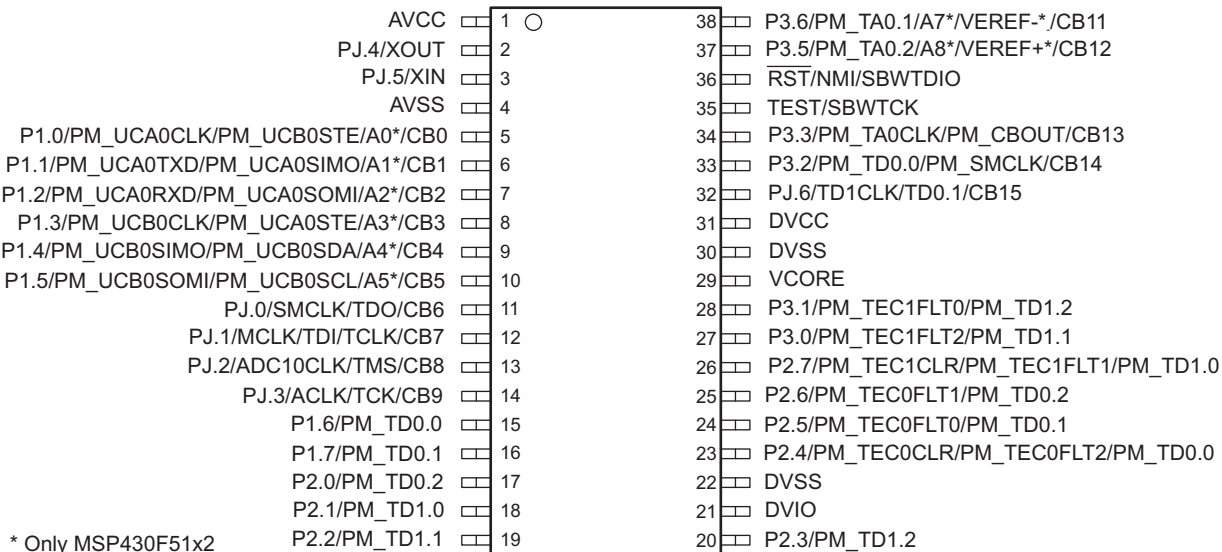 AVCC 1 38 P3.6/PM_TA0.1/A7*/VEREF-*/CB11
PJ.4/XOUT 2 37 P3.5/PM_TA0.2/A8*/VEREF+*/CB12
PJ.5/XIN 3 36 RST/NMI/SBWTDIO
AVSS 4 35 TEST/SBWTCK
P1.0/PM_UCA0CLK/PM_UCB0STE/A0*/CB0 5 34 P3.3/PM_TA0CLK/PM_CBOUT/CB13
P1.1/PM_UCA0TXD/PM_UCA0SIMO/A1*/CB1 6 33 P3.2/PM_TD0.0/PM_SMCLK/CB14
P1.2/PM_UCA0RXD/PM_UCA0SOMI/A2*/CB2 7 32 PJ.6/TD1CLK/TD0.1/CB15
P1.3/PM_UCB0CLK/PM_UCA0STE/A3*/CB3 8 31 DVCC
P1.4/PM_UCB0SIMO/PM_UCB0SDA/A4*/CB4 9 30 DVSS
P1.5/PM_UCB0SOMI/PM_UCB0SCL/A5*/CB5 10 29 VCORE
PJ.0/SMCLK/TDO/CB6 11 28 P3.1/PM_TEC1FLT0/PM_TD1.2
PJ.1/MCLK/TDI/TCLK/CB7 12 27 P3.0/PM_TEC1FLT2/PM_TD1.1
PJ.2/ADC10CLK/TMS/CB8 13 26 P2.7/PM_TEC1CLR/PM_TEC1FLT1/PM_TD1.0
PJ.3/ACLK/TCK/CB9 14 25 P2.6/PM_TEC0FLT1/PM_TD0.2
P1.6/PM_TD0.0 15 24 P2.5/PM_TEC0FLT0/PM_TD0.1
P1.7/PM_TD0.1 16 23 P2.4/PM_TEC0CLR/PM_TEC0FLT2/PM_TD0.0
P2.0/PM_TD0.2 17 22 DVSS
P2.1/PM_TD1.0 18 21 DVIO
P2.2/PM_TD1.1 19 20 P2.3/PM_TD1.2
* Only MSP430F51x2